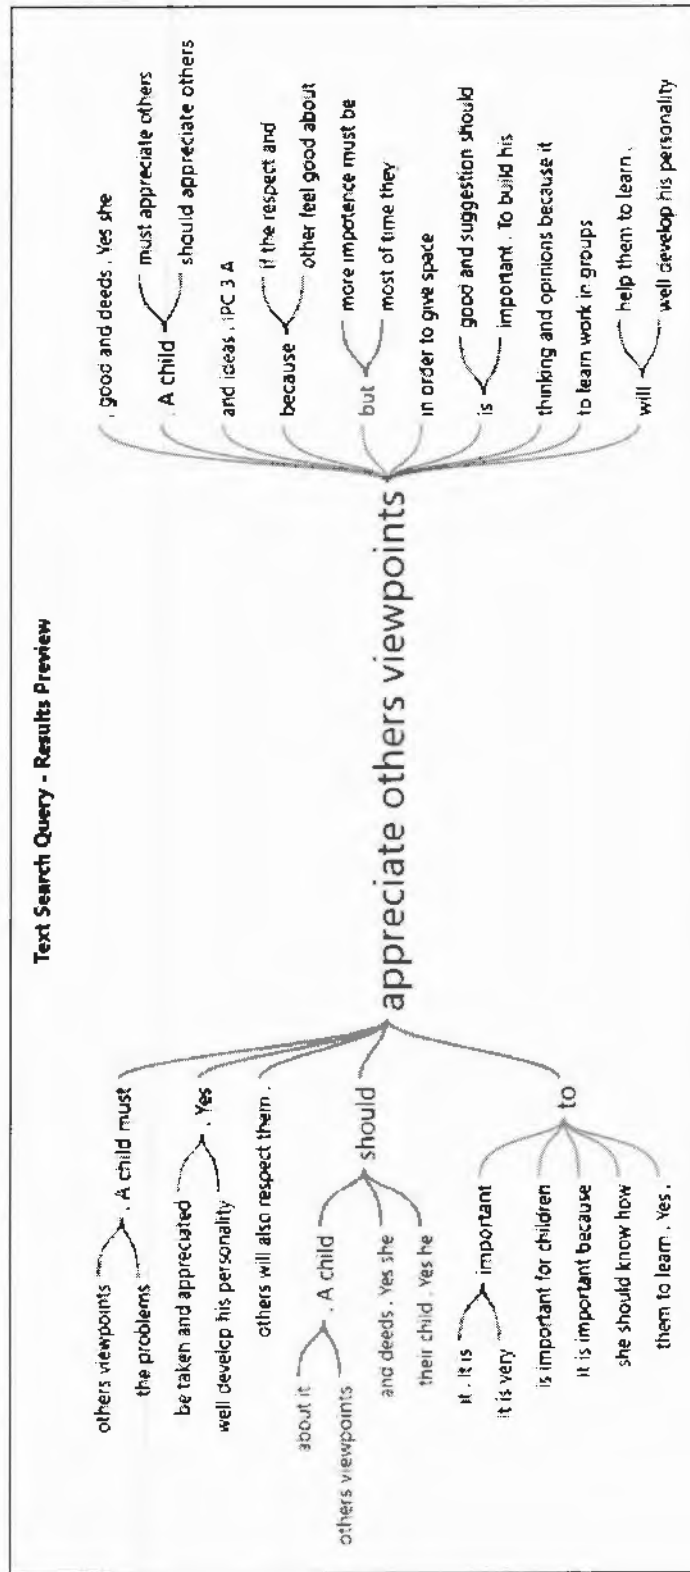 Text Search Query - Results Preview
others viewpoints
the problems
. A child must
be taken and appreciated
well develop his personality
. Yes
others will also respect them .
about it
others viewpoints
. A child
and deeds . Yes she
their child . Yes he
should
it . It is
it is very
important
is important for children
it is important because
she should know how
them to learn . Yes .
to
appreciate others viewpoints
. good and deeds . Yes she
. A child
must appreciate others
should appreciate others
and ideas . IPC 3 A
because
if the respect and
other feel good about
but
more impotence must be
most of time they
in order to give space
is
good and suggestion should
important . To build his
thinking and opinions because it
to learn work in groups
will
help them to learn .
well develop his personality